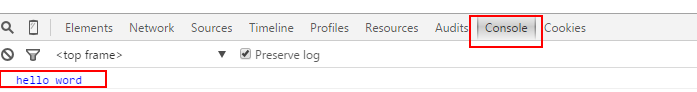 Elements Network Sources Timeline Profiles Resources Audits Console Cookies
<top frame> ▼ Preserve log
hello word